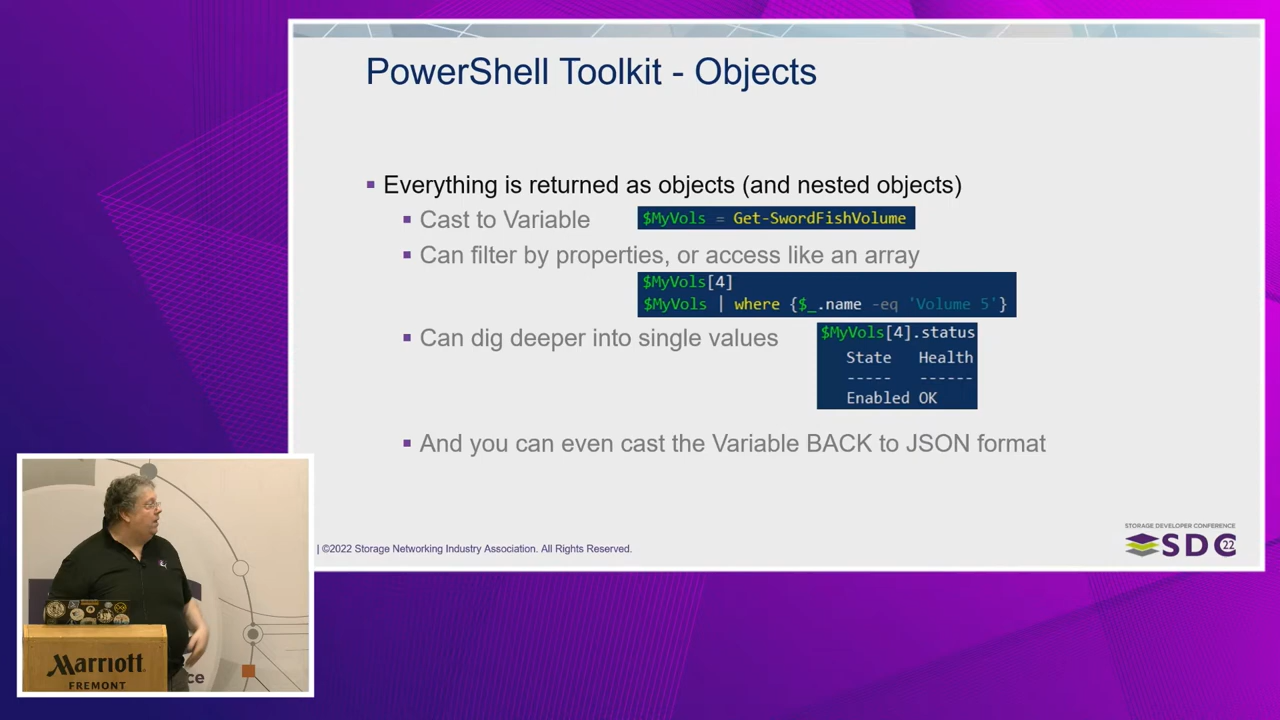 PowerShell Toolkit - Objects
▪ Everything is returned as objects (and nested objects)
▪ Cast to Variable
$MyVols = Get-SwordFishVolume
▪ Can filter by properties, or access like an array
$MyVols[4]
$MyVols | where {$_.name -eq 'Volume 5'}
▪ Can dig deeper into single values
$MyVols[4].status
State Health
----- ------
Enabled OK
▪ And you can even cast the Variable BACK to JSON format
| ©2022 Storage Networking Industry Association. All Rights Reserved.
STORAGE DEVELOPER CONFERENCE
SDC 22
Marriott
FREMONT
ce